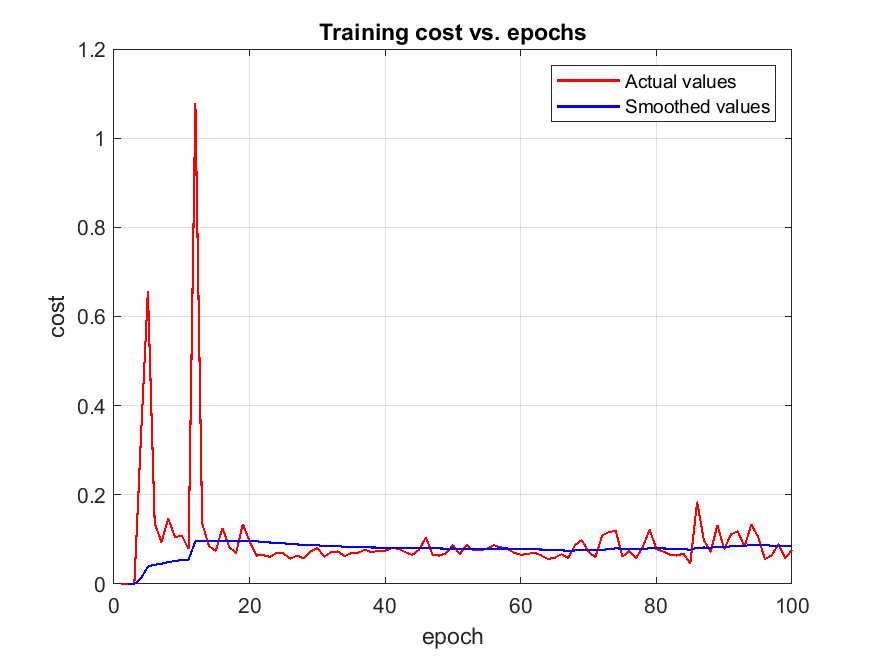 Training cost vs. epochs
Actual values
Smoothed values
cost
1.2
1
0.8
0.6
0.4
0.2
0
0 20 40 60 80 100
epoch